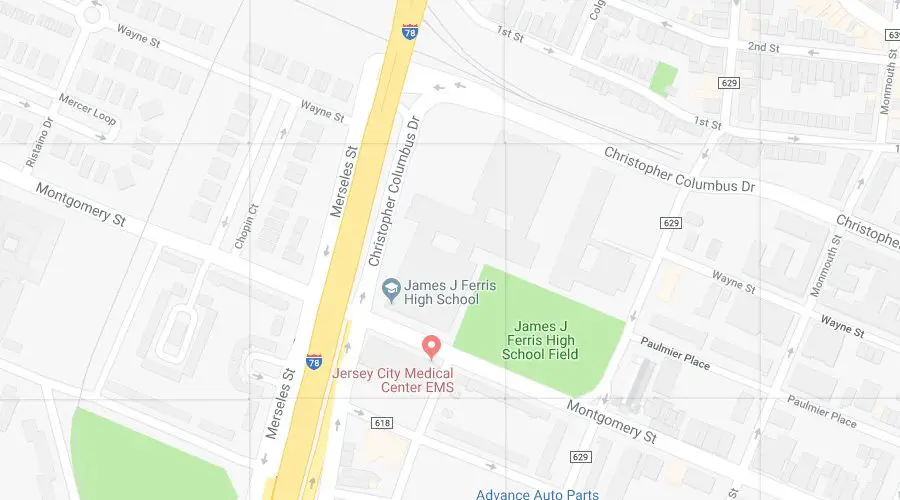 Wayne St
78
1st St
Colg
2nd St
639
629
Monmouth St
Mercer Loop
Wayne St
1st St
1st
Ristaino Dr
Christopher Columbus Dr
Merseles St
Christopher Columbus Dr
Montgomery St
Chopin Ct
629
Christopher
Monmouth St
Wayne St
James J Ferris
High School
James J
Ferris High
School Field
Wayne St
Paulmier Place
78
Jersey City Medical
Center EMS
Merseles St
Paulmier Place
Montgomery St
618
629
Advance Auto Parts